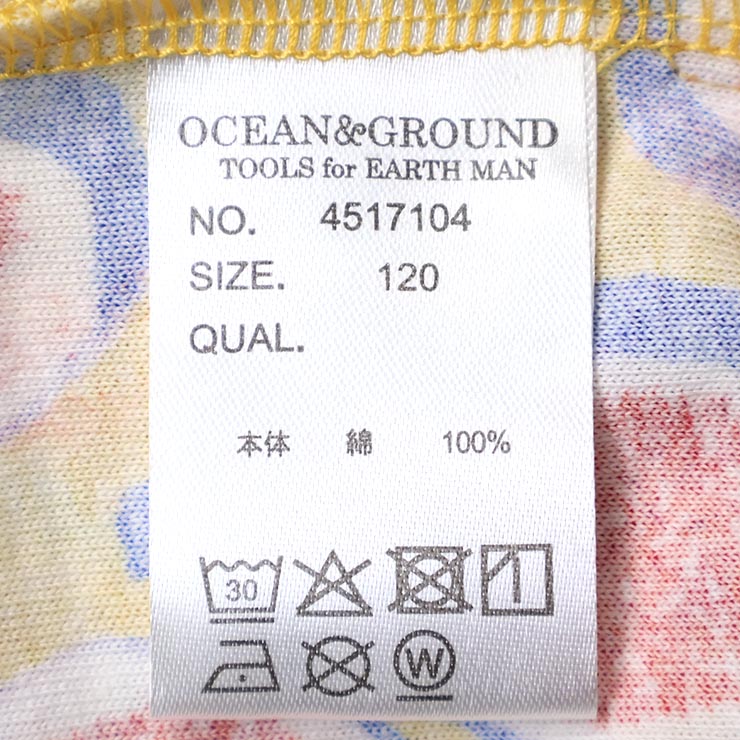 OCEAN&GROUND
TOOLS for EARTH MAN
NO. 4517104
SIZE. 120
QUAL.
本体 綿 100%
30
W